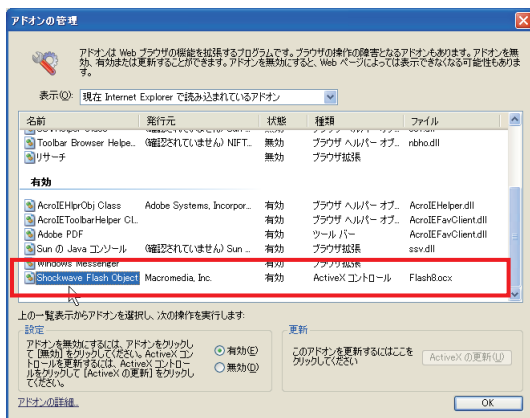 アドオンの管理
アドオンは Web ブラウザの機能を拡張するプログラムです。ブラウザの操作の障害となるアドオンもあります。アドオンを無
効、有効または更新することができます。アドオンを無効にすると、Web ページによっては表示できなくなる可能性もありま
す。
表示(O): 現在 Internet Explorer で読み込まれているアドオン
名前 発行元 状態 種類 ファイル
Toolbar Browser Helpe... (確認されていません) NIFT... 無効 ブラウザ ヘルパー オブ... nbho.dll
リサーチ 無効 ブラウザ拡張
有効
AcroIEHlprObj Class Adobe Systems, Incorpor... 有効 ブラウザ ヘルパー オブ... AcroIEHelper.dll
AcroIEToolbarHelper Cl... 有効 ブラウザ ヘルパー オブ... AcroIEFavClient.dll
Adobe PDF 有効 ツール バー AcroIEFavClient.dll
Sun の Java コンソール (確認されていません) Sun ... 有効 ブラウザ拡張 ssv.dll
Windows Messenger 有効 ブラウザ拡張
Shockwave Flash Object Macromedia, Inc. 有効 ActiveX コントロール Flash8.ocx
上の一覧表示からアドオンを選択し、次の操作を実行します:
設定
アドオンを無効にするには、アドオンをクリックし
て [無効] をクリックしてください。ActiveX コン
トロールを更新するには、ActiveX コントロー
ルをクリックして [ActiveX の更新] をクリックし
てください。
有効(E)
無効(D)
更新
このアドオンを更新するにはここを
クリックしてください
ActiveX の更新(U)
アドオンの詳細...
OK